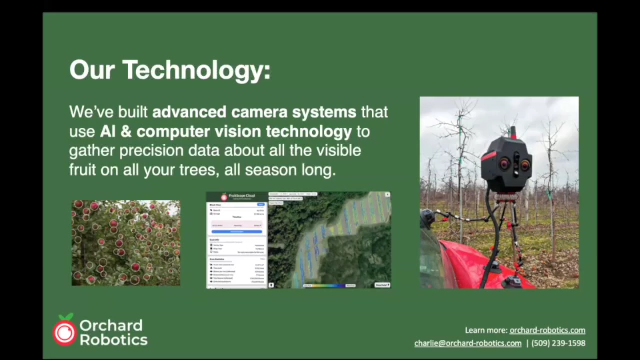 Our Technology:
We've built advanced camera systems that
use AI & computer vision technology to
gather precision data about all the visible
fruit on all your trees, all season long.
Orchard
Robotics
Learn more: orchard-robotics.com
charlie@orchard-robotics.com | (509) 239-1598